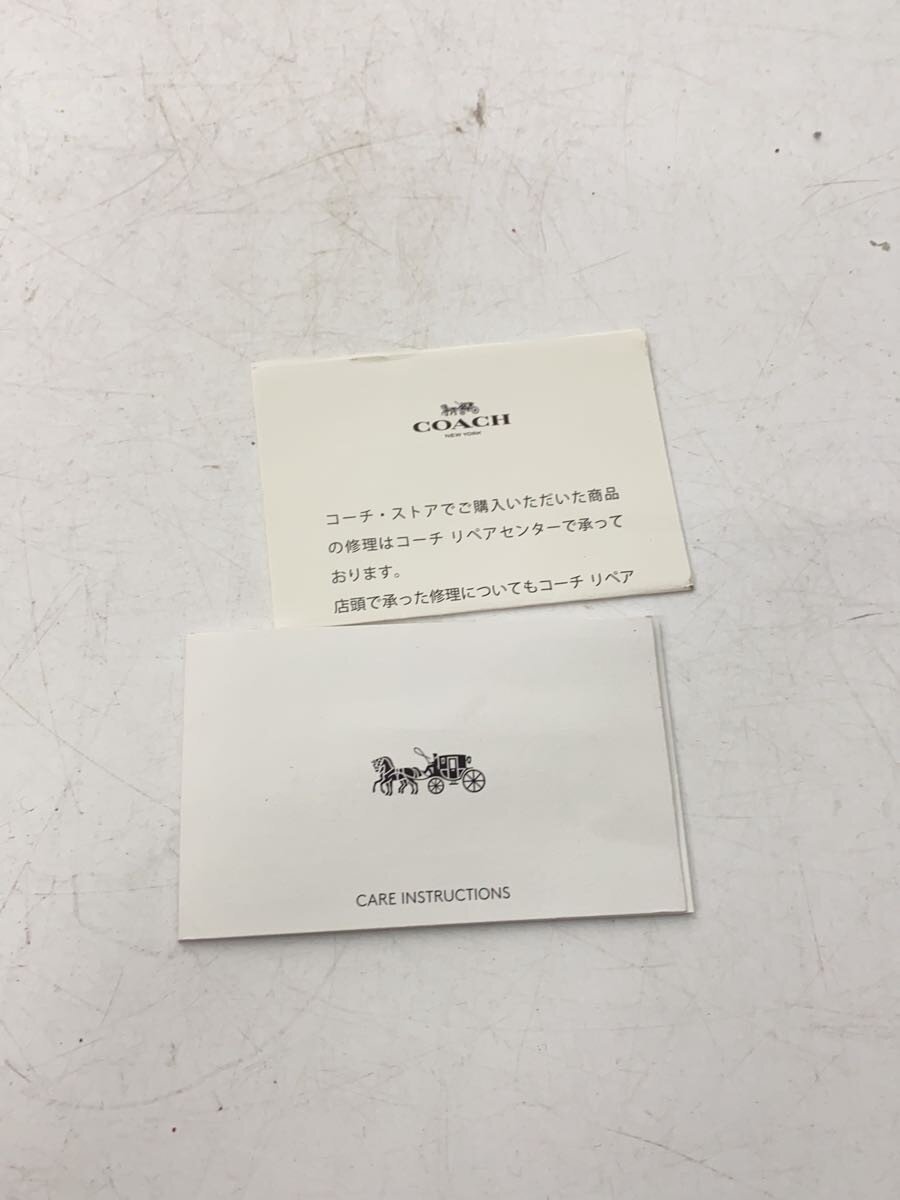 COACH
NEW YORK
コーチ・ストアでご購入いただいた商品
の修理はコーチ リペアセンターで承って
おります。
店頭で承った修理についてもコーチ リペア
CARE INSTRUCTIONS